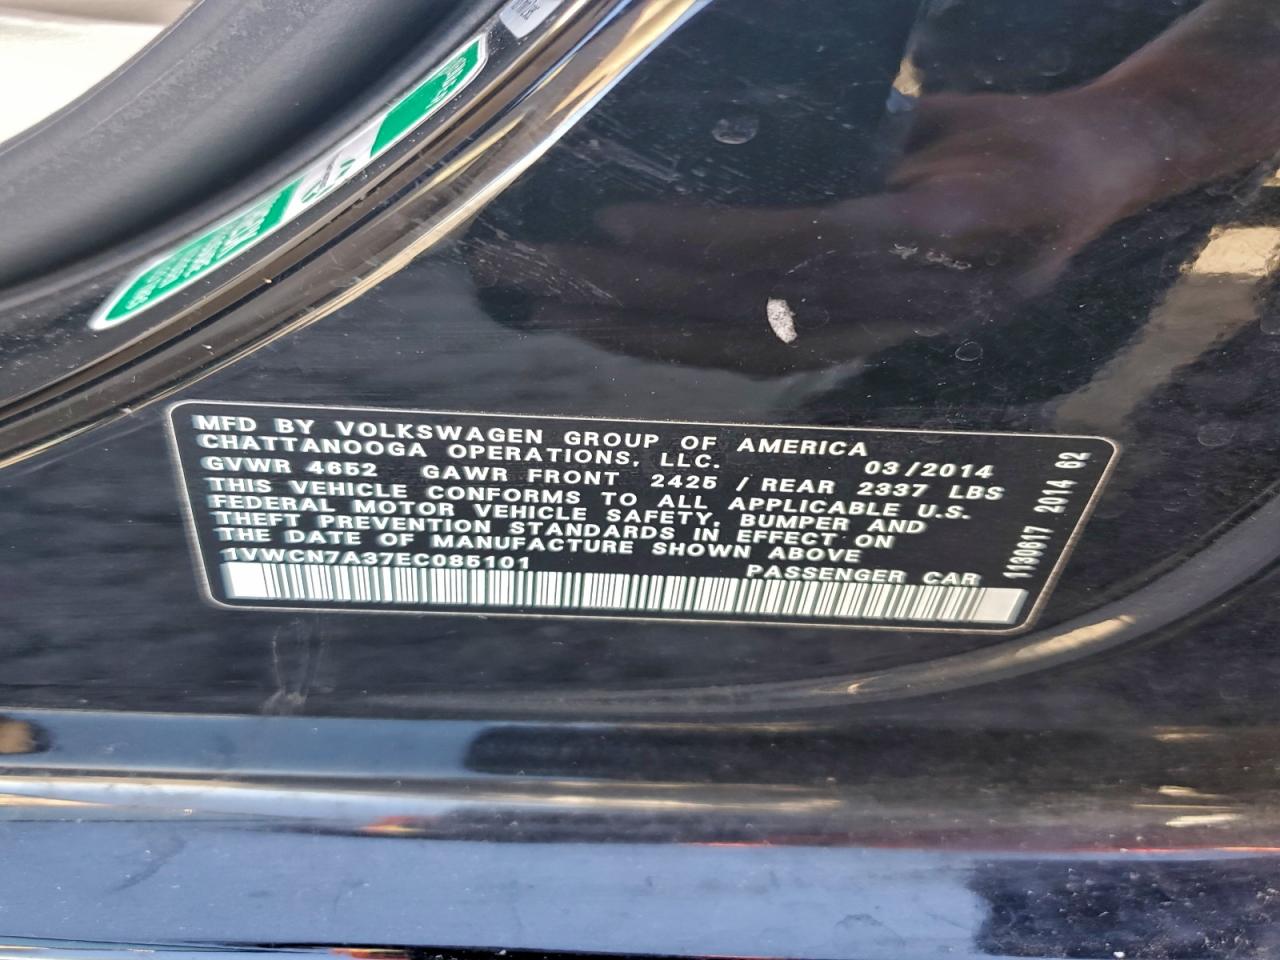 MFD BY VOLKSWAGEN GROUP OF AMERICA
CHATTANOOGA OPERATIONS, LLC. 03/2014
GVWR 4652 GAWR FRONT 2425 / REAR 2337 LBS
THIS VEHICLE CONFORMS TO ALL APPLICABLE U.S.
FEDERAL MOTOR VEHICLE SAFETY, BUMPER AND
THEFT PREVENTION STANDARDS IN EFFECT ON
THE DATE OF MANUFACTURE SHOWN ABOVE
1VWCN7A37EC085101 PASSENGER CAR
1130617 2014 62